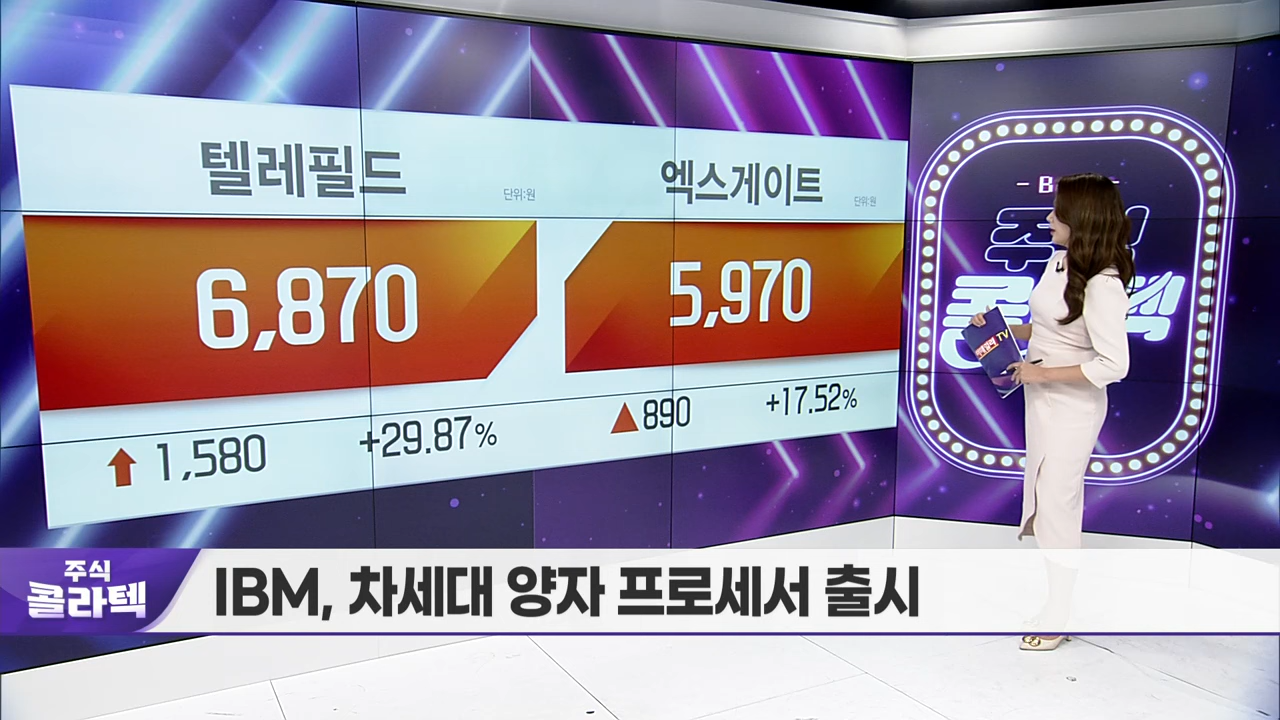 텔레필드
단위:원
6,870
1,580
+29.87%
엑스게이트
단위:원
5,970
890
+17.52%
TV
주식
콜라텍
IBM, 차세대 양자 프로세서 출시